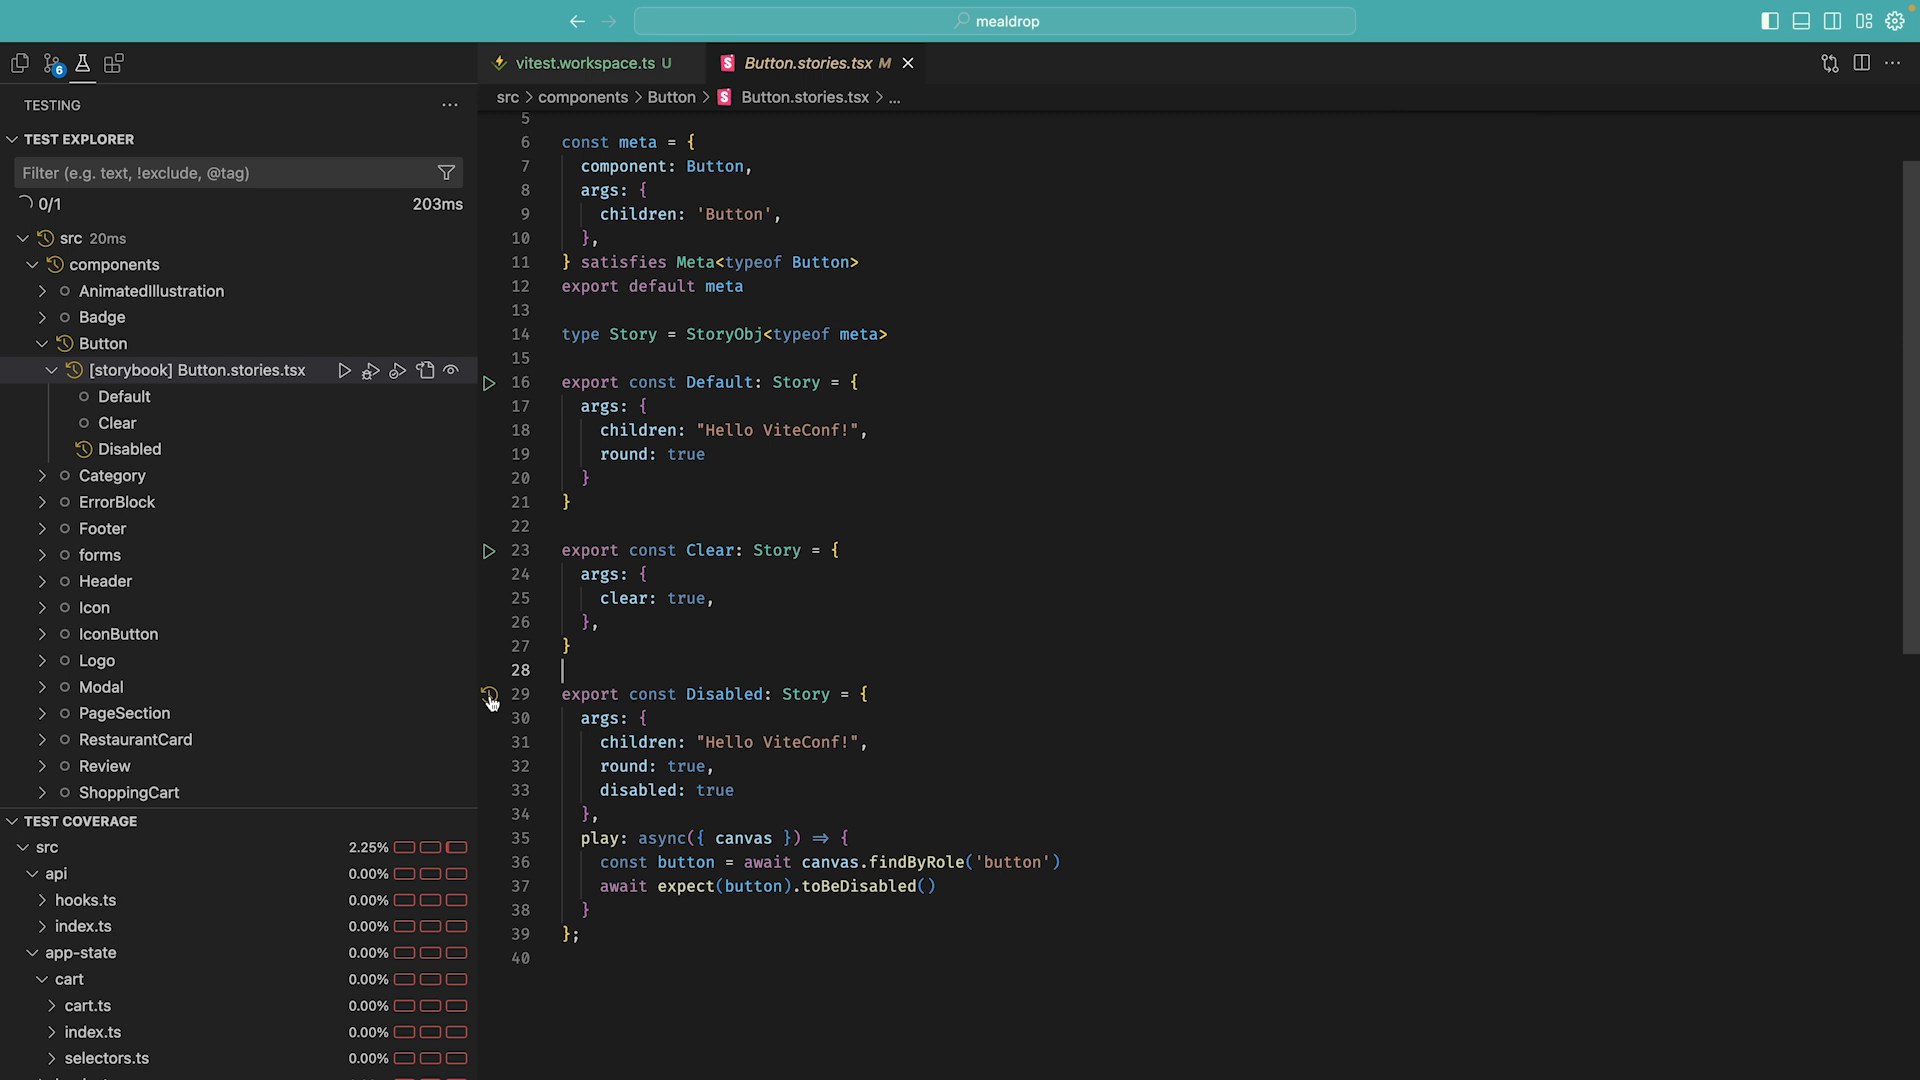 mealdrop
6
vitest.workspace.ts U
Button.stories.tsx M
TESTING
src > components > Button > Button.stories.tsx > ...
TEST EXPLORER
Filter (e.g. text, !exclude, @tag)
0/1 203ms
src 20ms
components
AnimatedIllustration
Badge
Button
[storybook] Button.stories.tsx
Default
Clear
Disabled
Category
ErrorBlock
Footer
forms
Header
Icon
IconButton
Logo
Modal
PageSection
RestaurantCard
Review
ShoppingCart
TEST COVERAGE
src 2.25%
api 0.00%
hooks.ts 0.00%
index.ts 0.00%
app-state 0.00%
cart 0.00%
cart.ts 0.00%
index.ts 0.00%
selectors.ts 0.00%
5
6 const meta = {
7 component: Button,
8 args: {
9 children: 'Button',
10 },
11 } satisfies Meta<typeof Button>
12 export default meta
13
14 type Story = StoryObj<typeof meta>
15
16 export const Default: Story = {
17 args: {
18 children: "Hello ViteConf!",
19 round: true
20 }
21 }
22
23 export const Clear: Story = {
24 args: {
25 clear: true,
26 },
27 }
28
29 export const Disabled: Story = {
30 args: {
31 children: "Hello ViteConf!",
32 round: true,
33 disabled: true
34 },
35 play: async({ canvas }) => {
36 const button = await canvas.findByRole('button')
37 await expect(button).toBeDisabled()
38 }
39 };
40